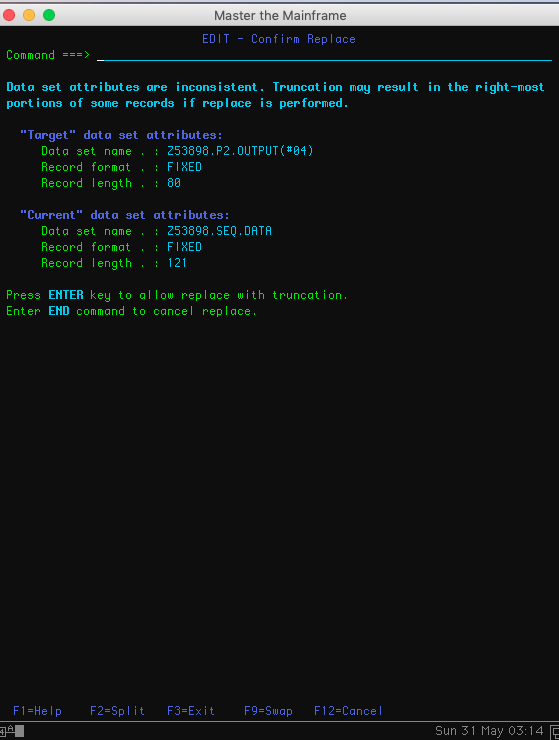 Master the Mainframe
EDIT - Confirm Replace
Command ===>
Data set attributes are inconsistent. Truncation may result in the right-most
portions of some records if replace is performed.
"Target" data set attributes:
Data set name . : Z53898.P2.OUTPUT(#04)
Record format . : FIXED
Record length . : 80
"Current" data set attributes:
Data set name . : Z53898.SEQ.DATA
Record format . : FIXED
Record length . : 121
Press ENTER key to allow replace with truncation.
Enter END command to cancel replace.
F1=Help F2=Split F3=Exit F9=Swap F12=Cancel
Sun 31 May 03:14